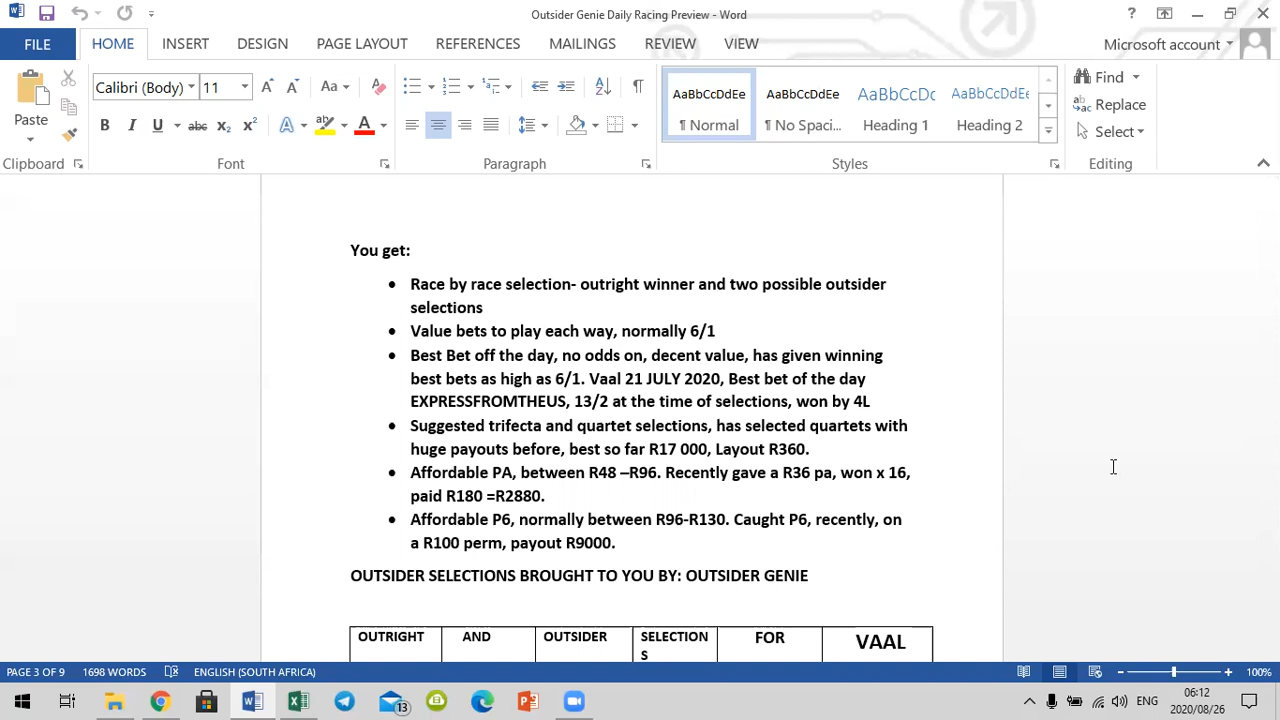 Outsider Genie Daily Racing Preview - Word
?
FILE HOME INSERT DESIGN PAGE LAYOUT REFERENCES MAILINGS REVIEW VIEW Microsoft account
Paste
Calibri (Body) 11
Aa
B I U abc x₂ x² A A
¶
AaBbCcDdEe AaBbCcDdEe AaBbCcDc AaBbCcDdEe
¶ Normal ¶ No Spaci... Heading 1 Heading 2
Find
Replace
Select
Clipboard Font Paragraph Styles Editing
You get:
• Race by race selection- outright winner and two possible outsider
selections
• Value bets to play each way, normally 6/1
• Best Bet off the day, no odds on, decent value, has given winning
best bets as high as 6/1. Vaal 21 JULY 2020, Best bet of the day
EXPRESSFROMTHEUS, 13/2 at the time of selections, won by 4L
• Suggested trifecta and quartet selections, has selected quartets with
huge payouts before, best so far R17 000, Layout R360.
• Affordable PA, between R48 –R96. Recently gave a R36 pa, won x 16,
paid R180 =R2880.
• Affordable P6, normally between R96-R130. Caught P6, recently, on
a R100 perm, payout R9000.
OUTSIDER SELECTIONS BROUGHT TO YOU BY: OUTSIDER GENIE
OUTRIGHT AND OUTSIDER SELECTION FOR VAAL
S
PAGE 3 OF 9 1698 WORDS ENGLISH (SOUTH AFRICA) 100%
13
ENG
06:12
2020/08/26